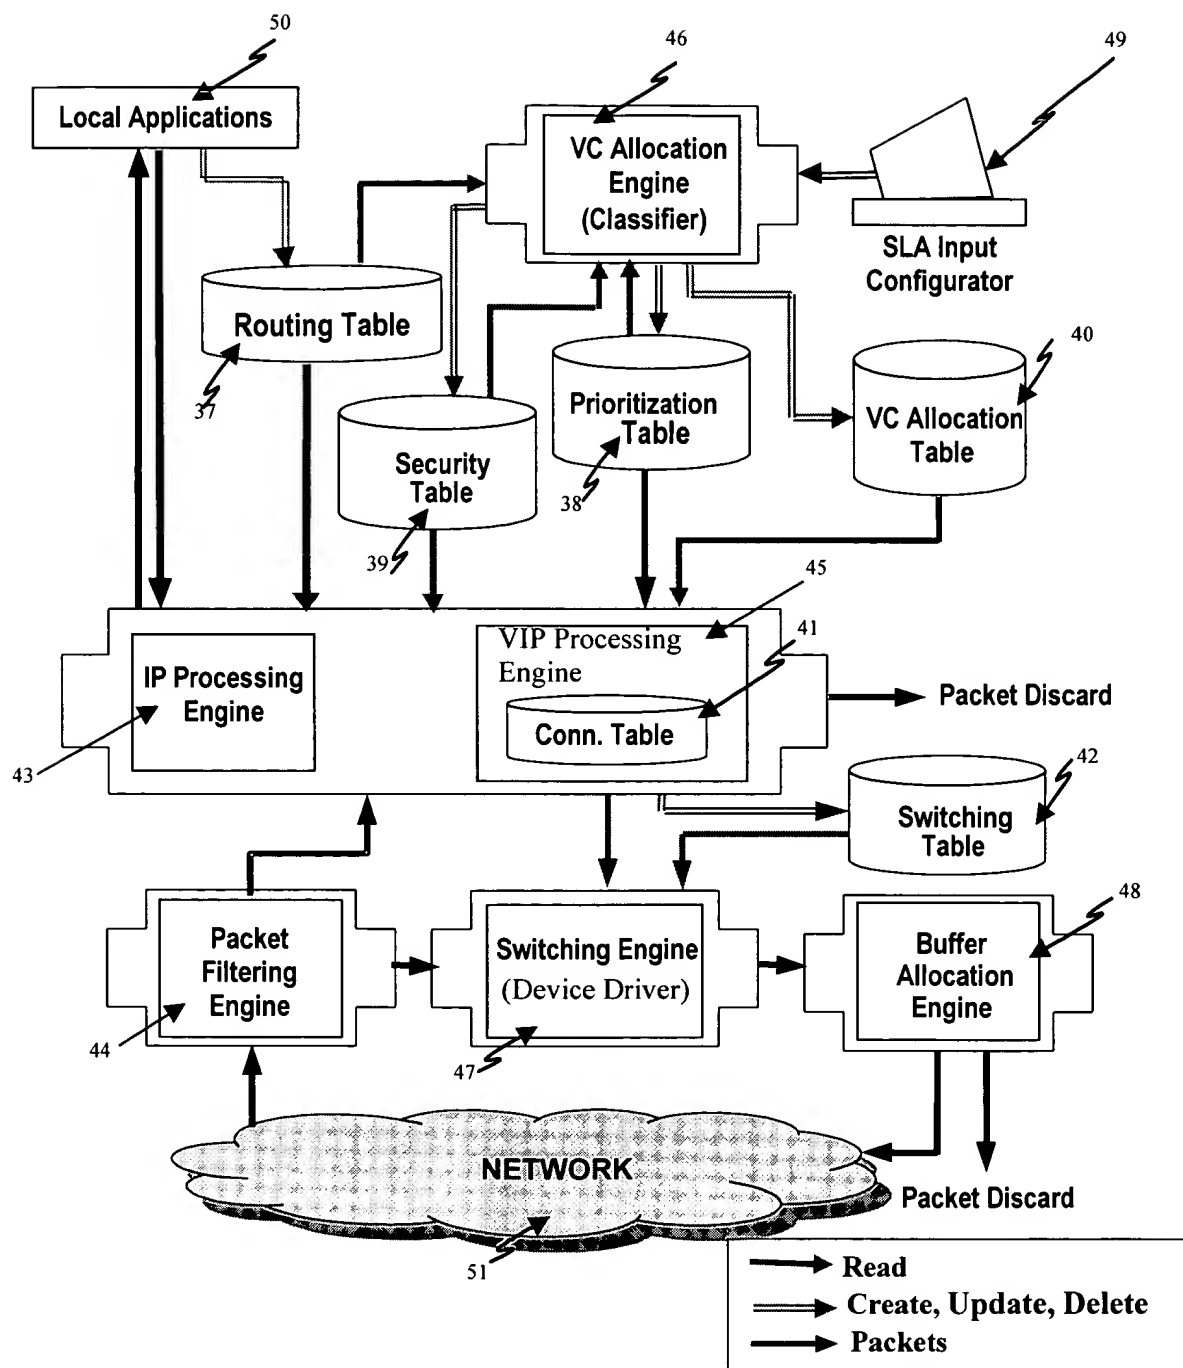 50
46
49
Local Applications
VC Allocation
Engine
(Classifier)
SLA Input
Configurator
Routing Table
37
40
Prioritization
Table
38
VC Allocation
Table
Security
Table
39
45
VIP Processing
Engine
41
IP Processing
Engine
Conn. Table
Packet Discard
43
42
Switching
Table
48
Packet
Filtering
Engine
Switching Engine
(Device Driver)
Buffer
Allocation
Engine
44
47
NETWORK
Packet Discard
51
Read
Create, Update, Delete
Packets